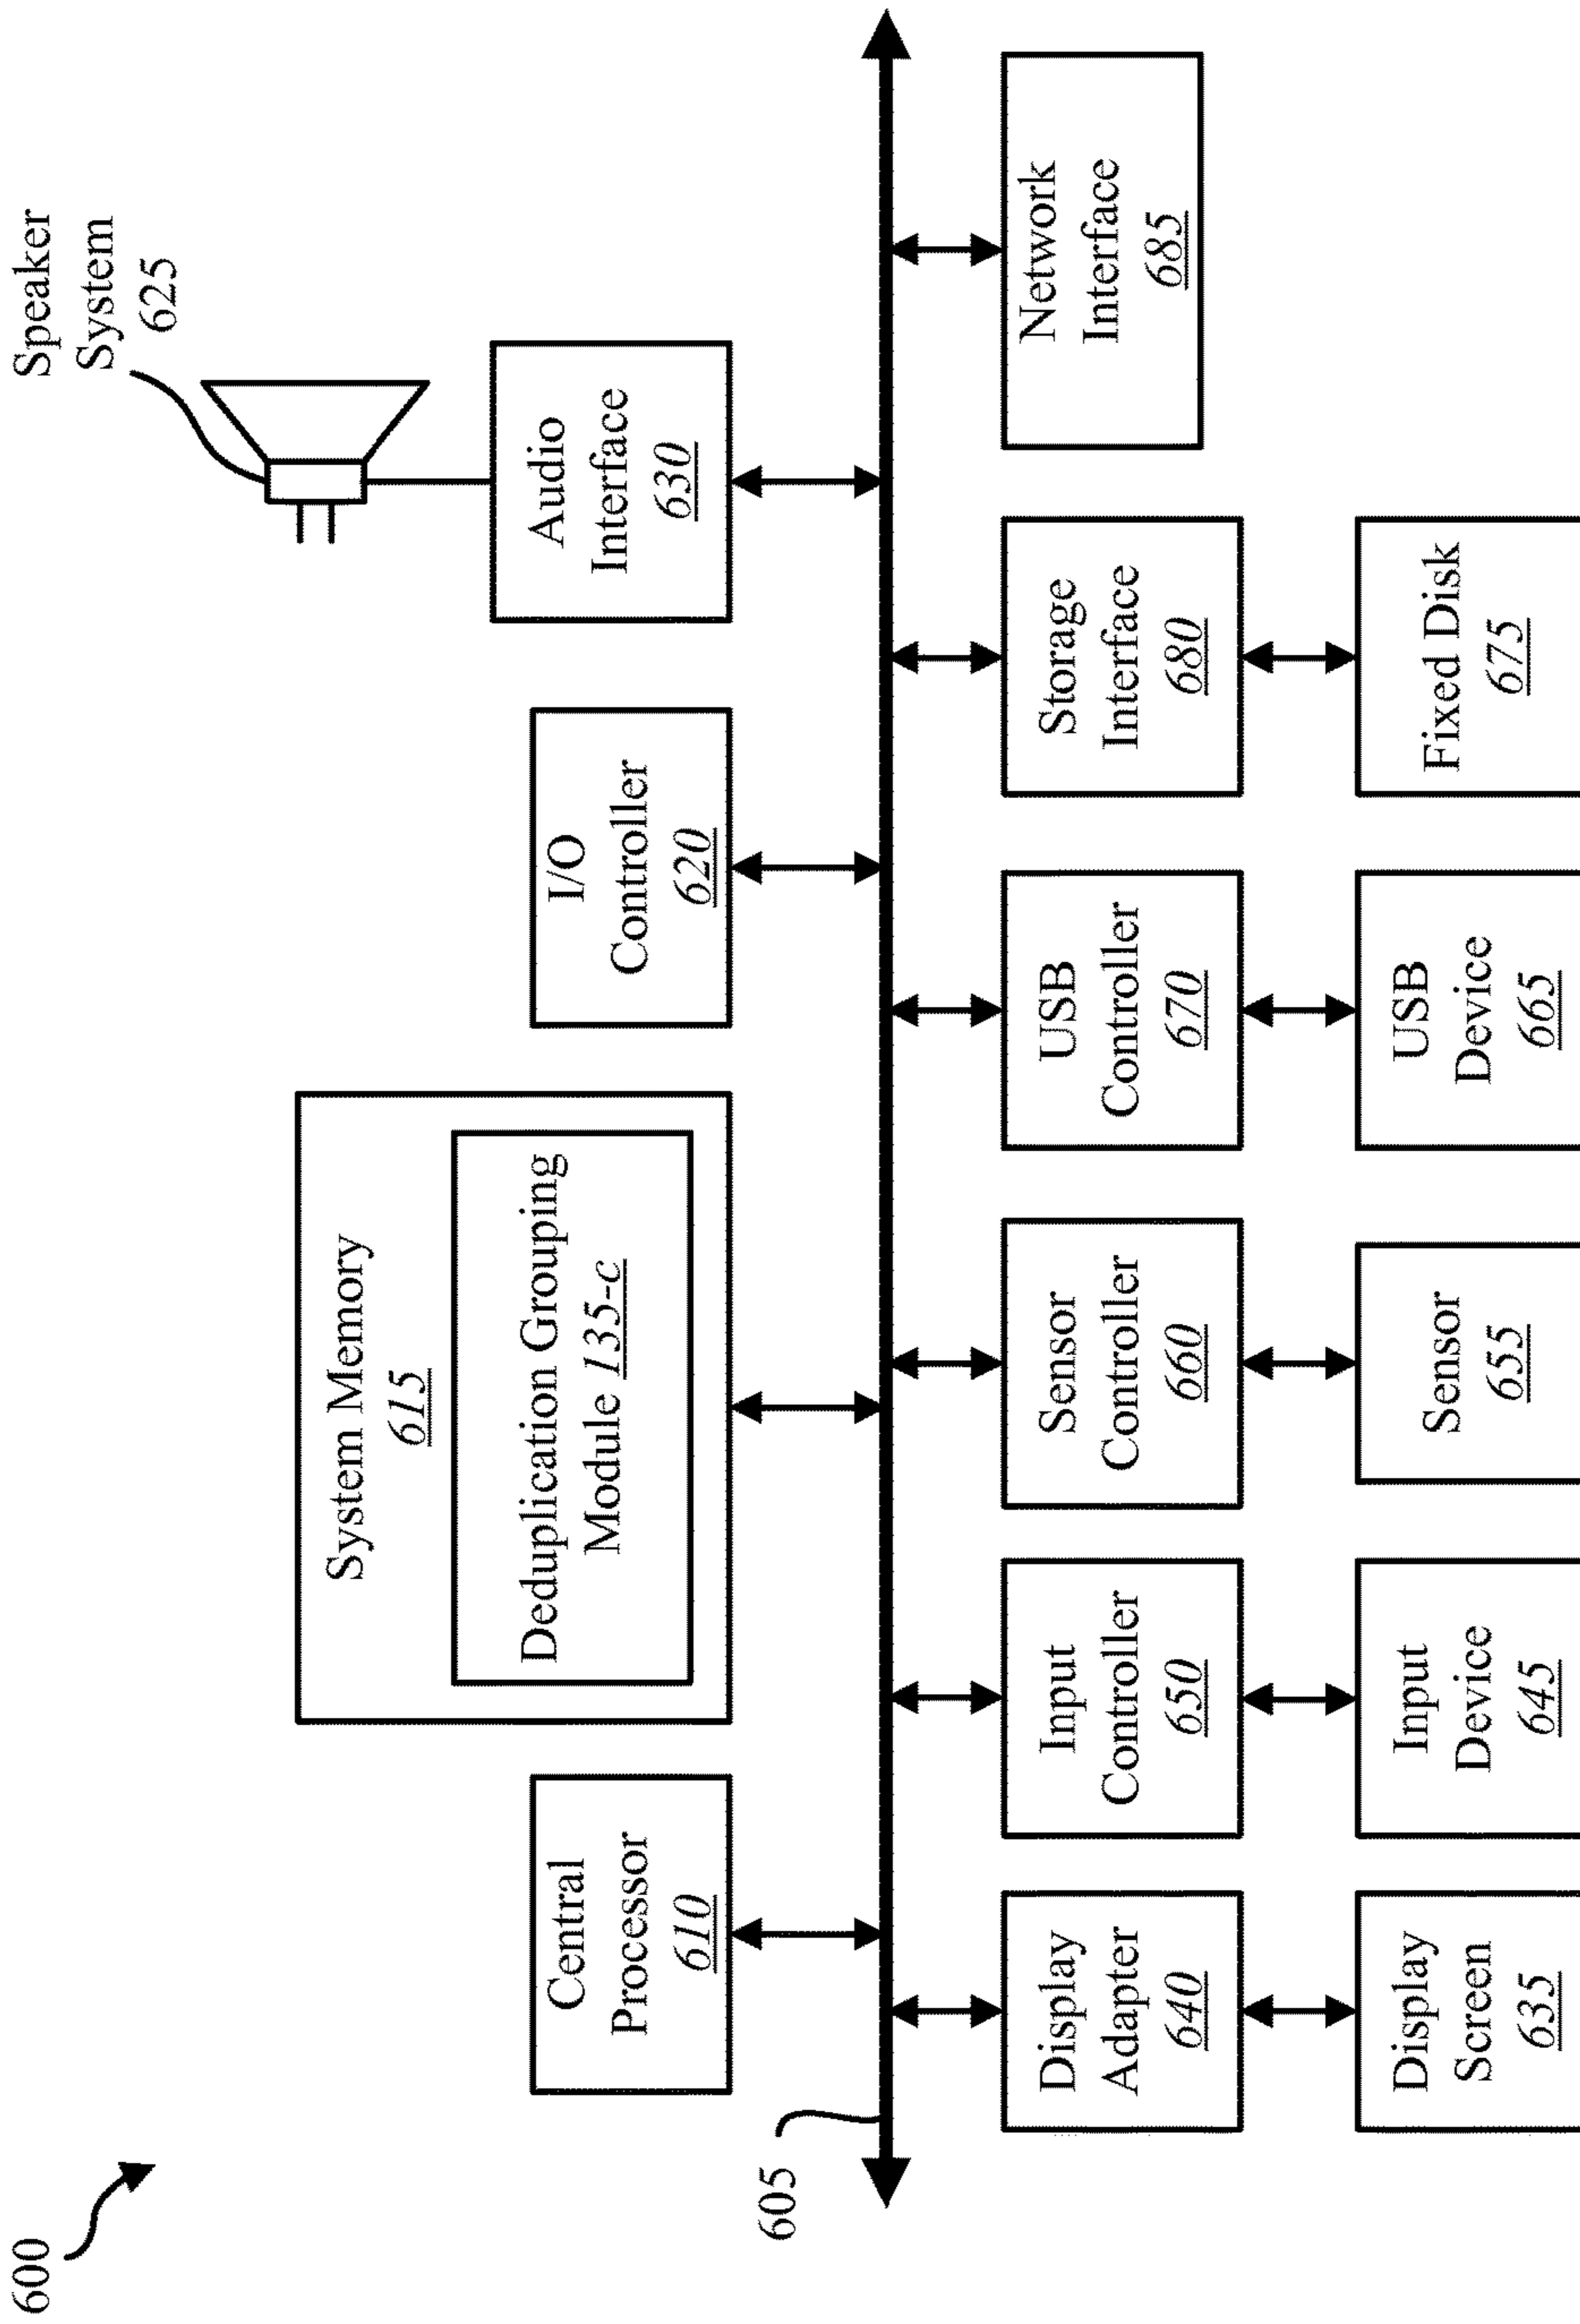 600
Speaker
System
625
Central
Processor
610
System Memory
615
Deduplication Grouping
Module 135-c
I/O
Controller
620
Audio
Interface
630
605
Display
Adapter
640
Input
Controller
650
Sensor
Controller
660
USB
Controller
670
Storage
Interface
680
Network
Interface
685
Display
Screen
635
Input
Device
645
Sensor
655
USB
Device
665
Fixed Disk
675